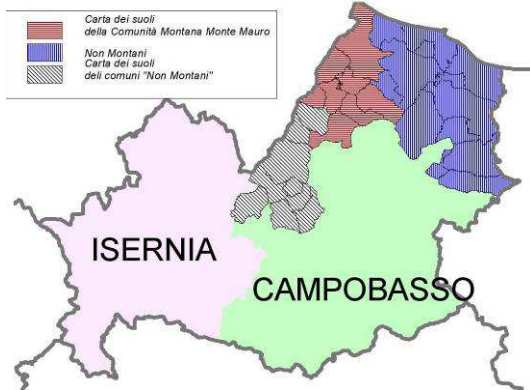 Carta dei suoli
della Comunità Montana Monte Mauro
Non Montani
Carta dei suoli
deli comuni "Non Montani"
ISERNIA
CAMPOBASSO